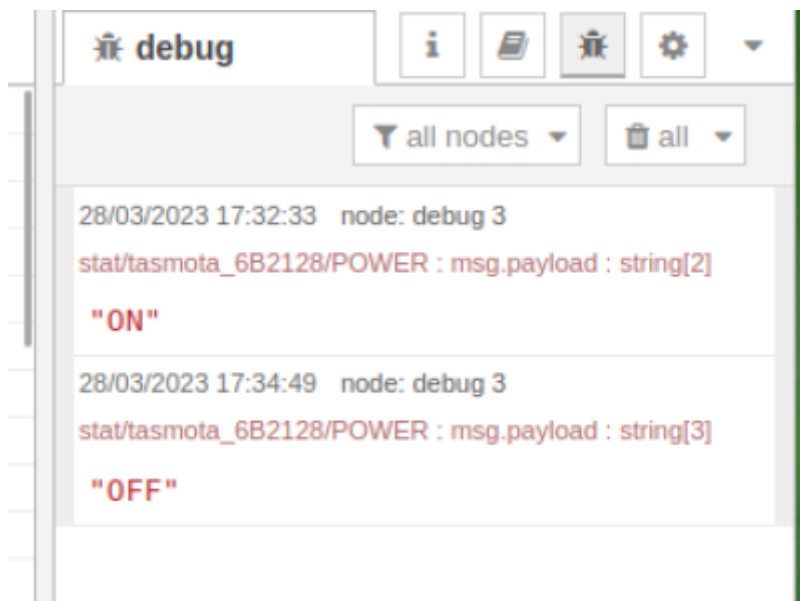 debug
all nodes
all
28/03/2023 17:32:33 node: debug 3
stat/tasmota_6B2128/POWER : msg.payload : string[2]
"ON"
28/03/2023 17:34:49 node: debug 3
stat/tasmota_6B2128/POWER : msg.payload : string[3]
"OFF"